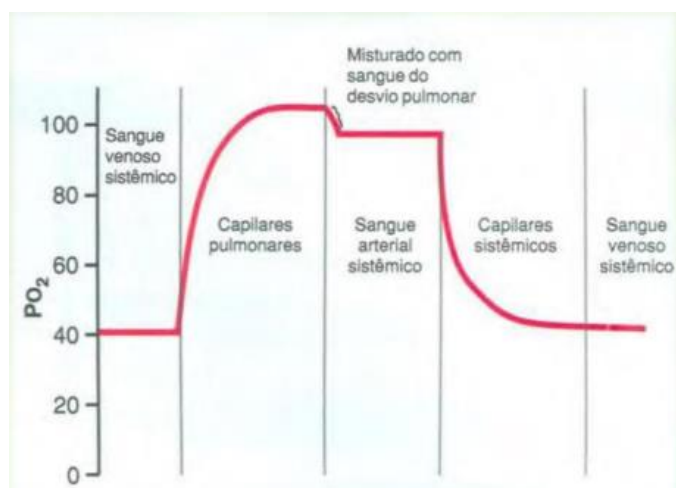 Misturado com
sangue do
desvio pulmonar
100
80
60
40
20
0
PO2
Sangue
venoso
sistêmico
Capilares
pulmonares
Sangue
arterial
sistêmico
Capilares
sistêmicos
Sangue
venoso
sistêmico